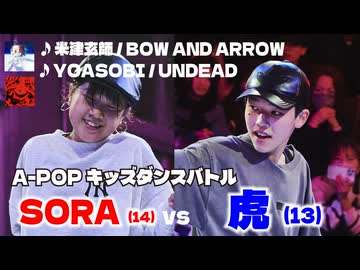 ♪米津玄師 / BOW AND ARROW
♪YOASOBI / UNDEAD
A-POP キッズダンスバトル
SORA (14) vs 虎 (13)